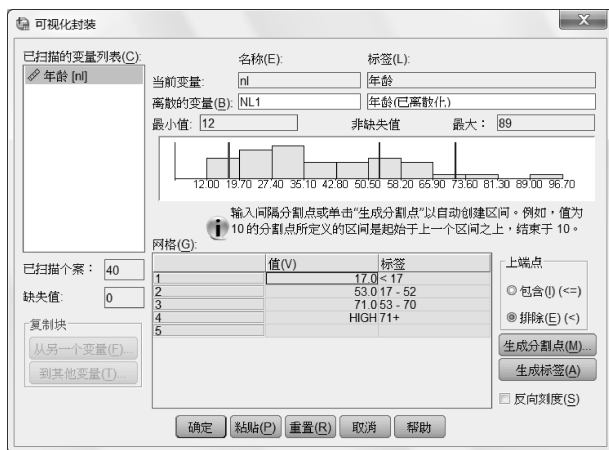 可视化封装
已扫描的变量列表(C):
年龄 [nl]
名称(E):
标签(L):
当前变量:
nl
年龄
离散的变量(B):
NL1
年龄(已离散化)
最小值:
12
非缺失值
最大：
89
12.00 19.70 27.40 35.10 42.80 50.50 58.20 65.90 73.60 81.30 89.00 96.70
输入间隔分割点或单击“生成分割点”以自动创建区间。例如，值为
10 的分割点所定义的区间是起始于上一个区间之上，结束于 10。
网格(G):
值(V)
标签
1 17.0 < 17
2 53.0 17 - 52
3 71.0 53 - 70
4 HIGH 71+
5
已扫描个案：
40
缺失值:
0
复制块
从另一个变量(F)...
到其他变量(T)...
上端点
包含(I) (<=)
排除(E) (<)
生成分割点(M)...
生成标签(A)
反向刻度(S)
确定
粘贴(P)
重置(R)
取消
帮助